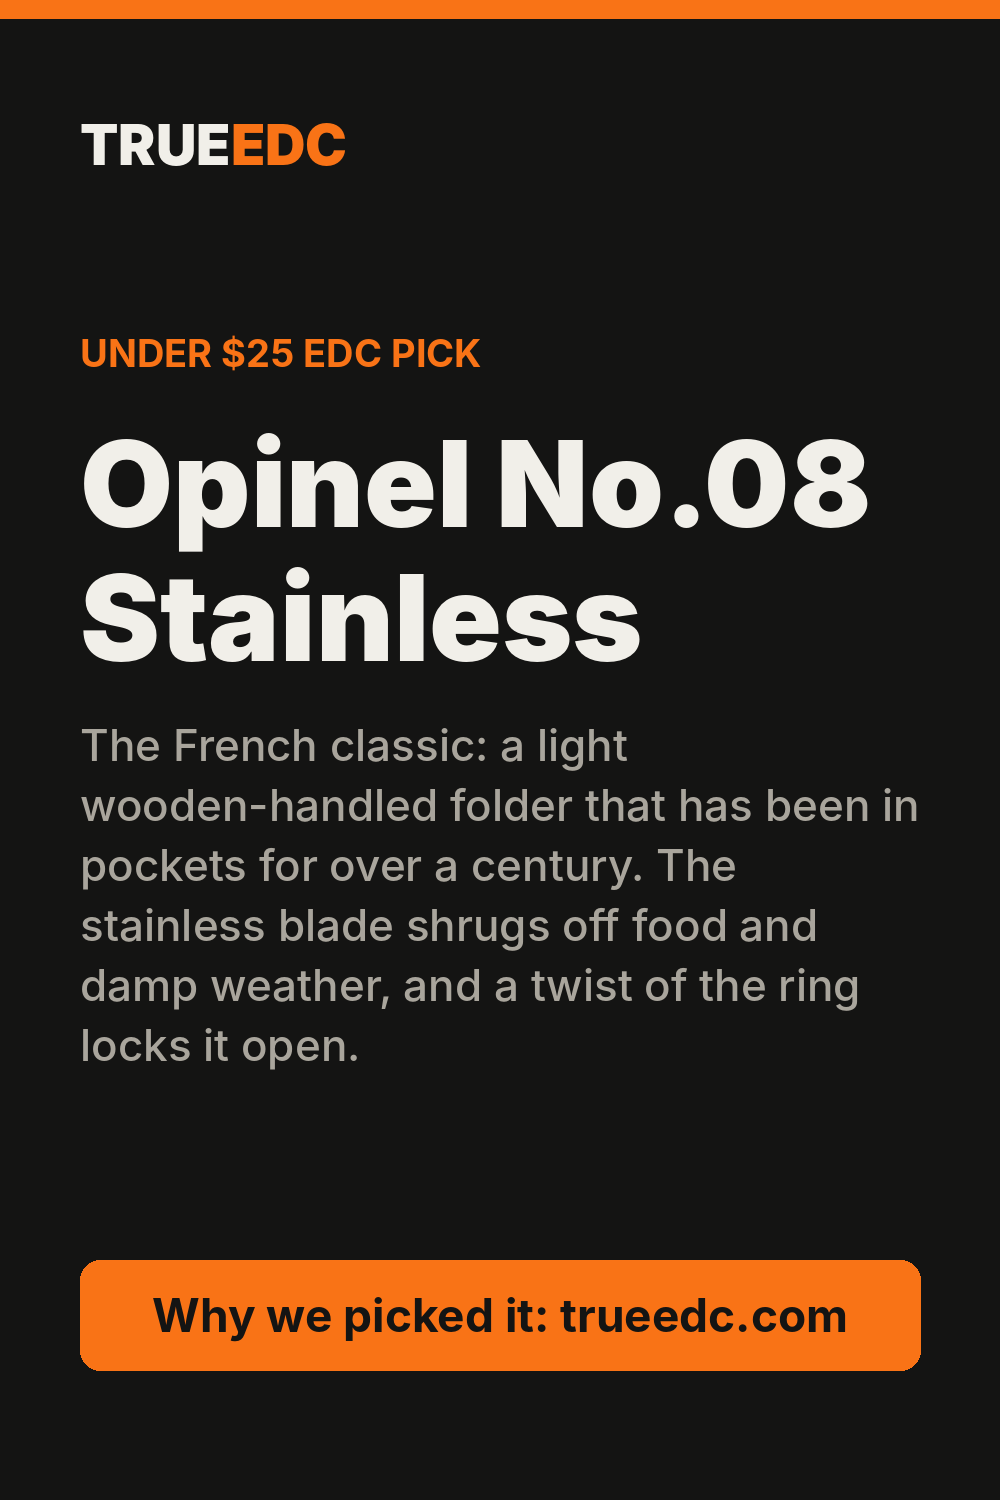 TRUEEDC
UNDER $25 EDC PICK
Opinel No.08
Stainless
The French classic: a light
wooden-handled folder that has been in
pockets for over a century. The
stainless blade shrugs off food and
damp weather, and a twist of the ring
locks it open.
Why we picked it: trueedc.com